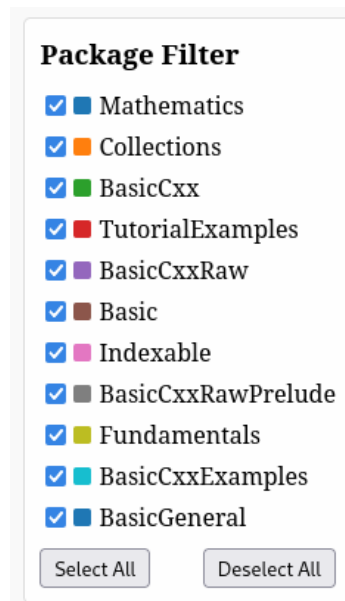 Package Filter
Mathematics
Collections
BasicCxx
TutorialExamples
BasicCxxRaw
Basic
Indexable
BasicCxxRawPrelude
Fundamentals
BasicCxxExamples
BasicGeneral
Select All Deselect All